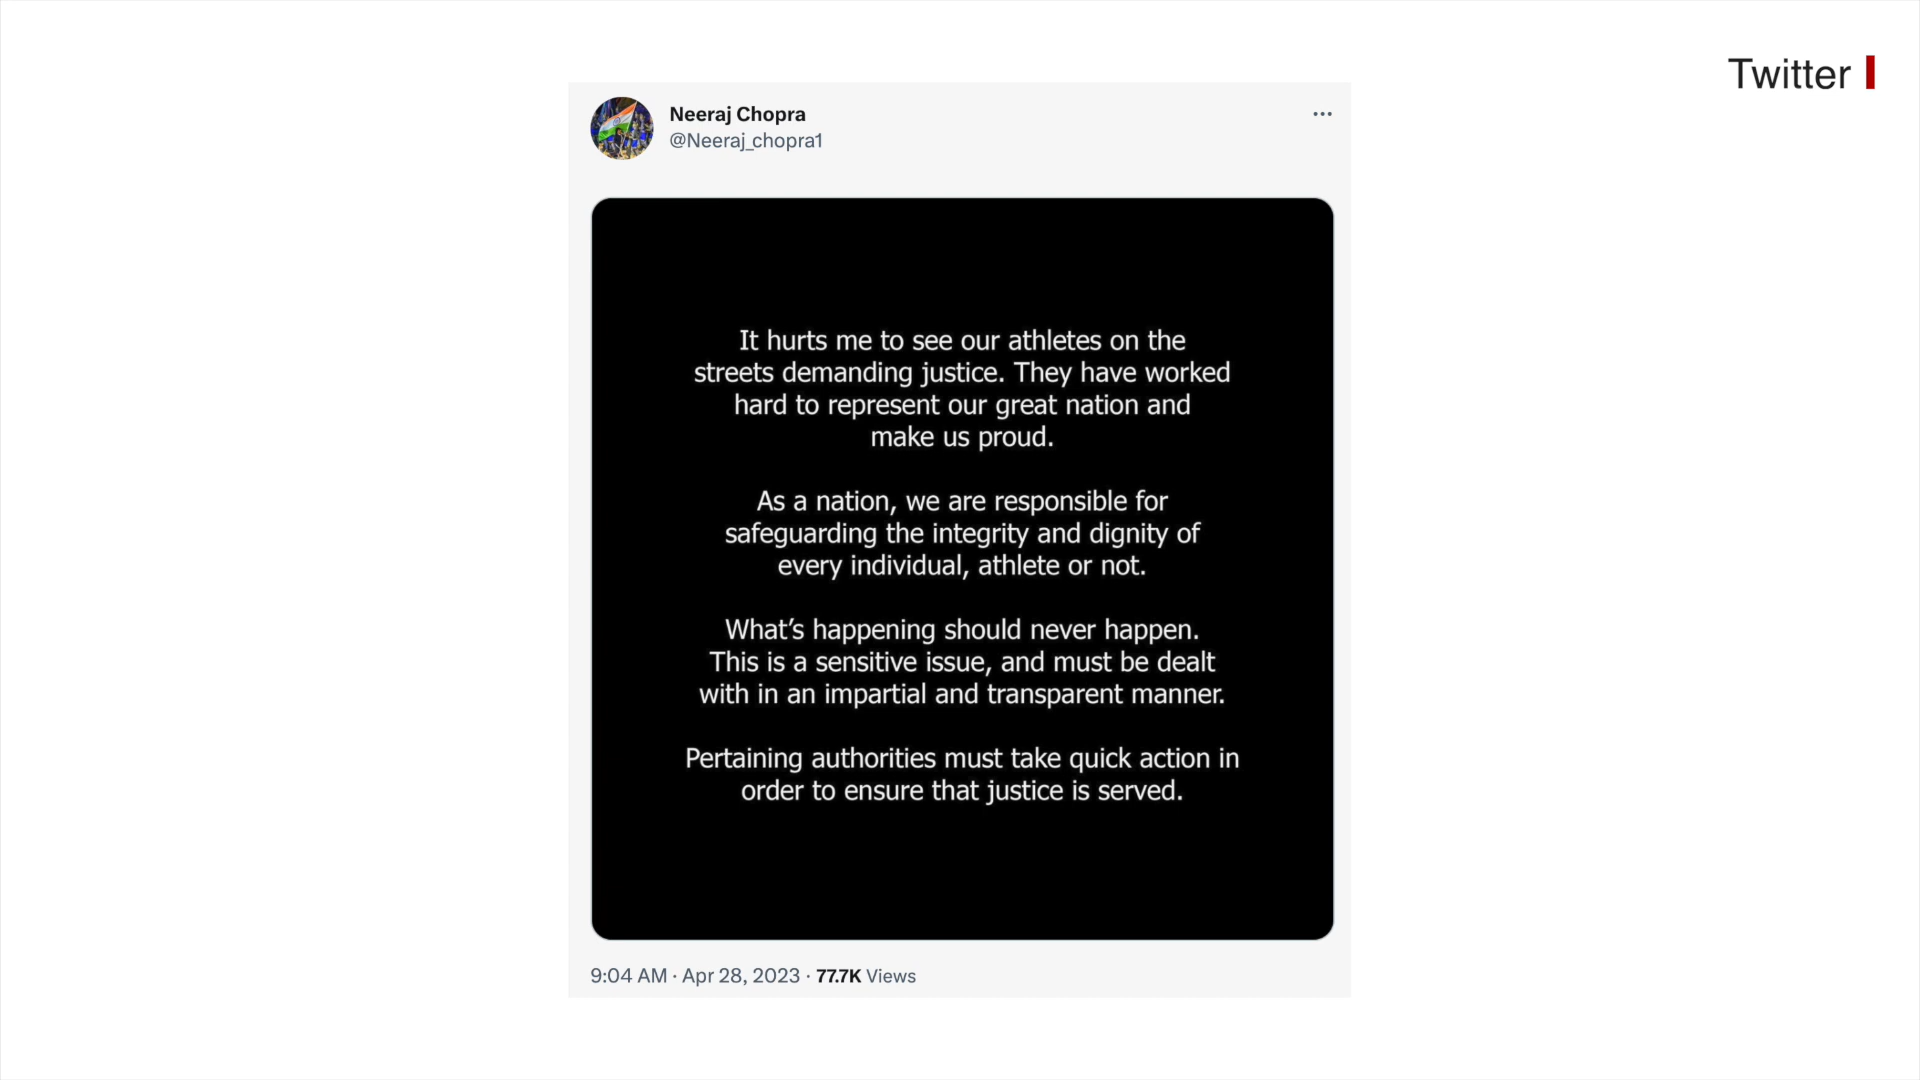 Twitter
Neeraj Chopra
@Neeraj_chopra1
It hurts me to see our athletes on the
streets demanding justice. They have worked
hard to represent our great nation and
make us proud.
As a nation, we are responsible for
safeguarding the integrity and dignity of
every individual, athlete or not.
What’s happening should never happen.
This is a sensitive issue, and must be dealt
with in an impartial and transparent manner.
Pertaining authorities must take quick action in
order to ensure that justice is served.
9:04 AM · Apr 28, 2023 · 77.7K Views